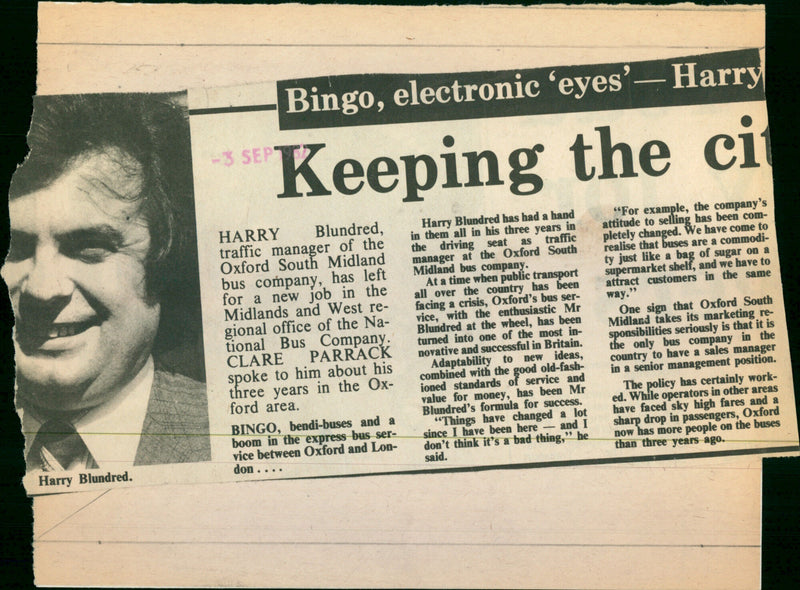 Bingo, electronic ‘eyes’ — Harry
-3 SEP
Keeping the cit
HARRY Blundred,
traffic manager of the
Oxford South Midland
bus company, has left
for a new job in the
Midlands and West re-
gional office of the Na-
tional Bus Company.
CLARE PARRACK
spoke to him about his
three years in the Ox-
ford area.
BINGO, bendi-buses and a
boom in the express bus ser-
vice between Oxford and Lon-
don . . . .
Harry Blundred has had a hand
in them all in his three years in
the driving seat as traffic
manager at the Oxford South
Midland bus company.
At a time when public transport
all over the country has been
facing a crisis, Oxford's bus ser-
vice, with the enthusiastic Mr
Blundred at the wheel, has been
turned into one of the most in-
novative and successful in Britain.
Adaptability to new ideas,
combined with the good old-fash-
ioned standards of service and
value for money, has been Mr
Blundred's formula for success.
“Things have changed a lot
since I have been here — and I
don't think it's a bad thing,” he
said.
“For example, the company's
attitude to selling has been com-
pletely changed. We have come to
realise that buses are a commodi-
ty just like a bag of sugar on a
supermarket shelf, and we have to
attract customers in the same
way.”
One sign that Oxford South
Midland takes its marketing re-
sponsibilities seriously is that it is
the only bus company in the
country to have a sales manager
in a senior management position.
The policy has certainly work-
ed. While operators in other areas
have faced sky high fares and a
sharp drop in passengers, Oxford
now has more people on the buses
than three years ago.
Harry Blundred.